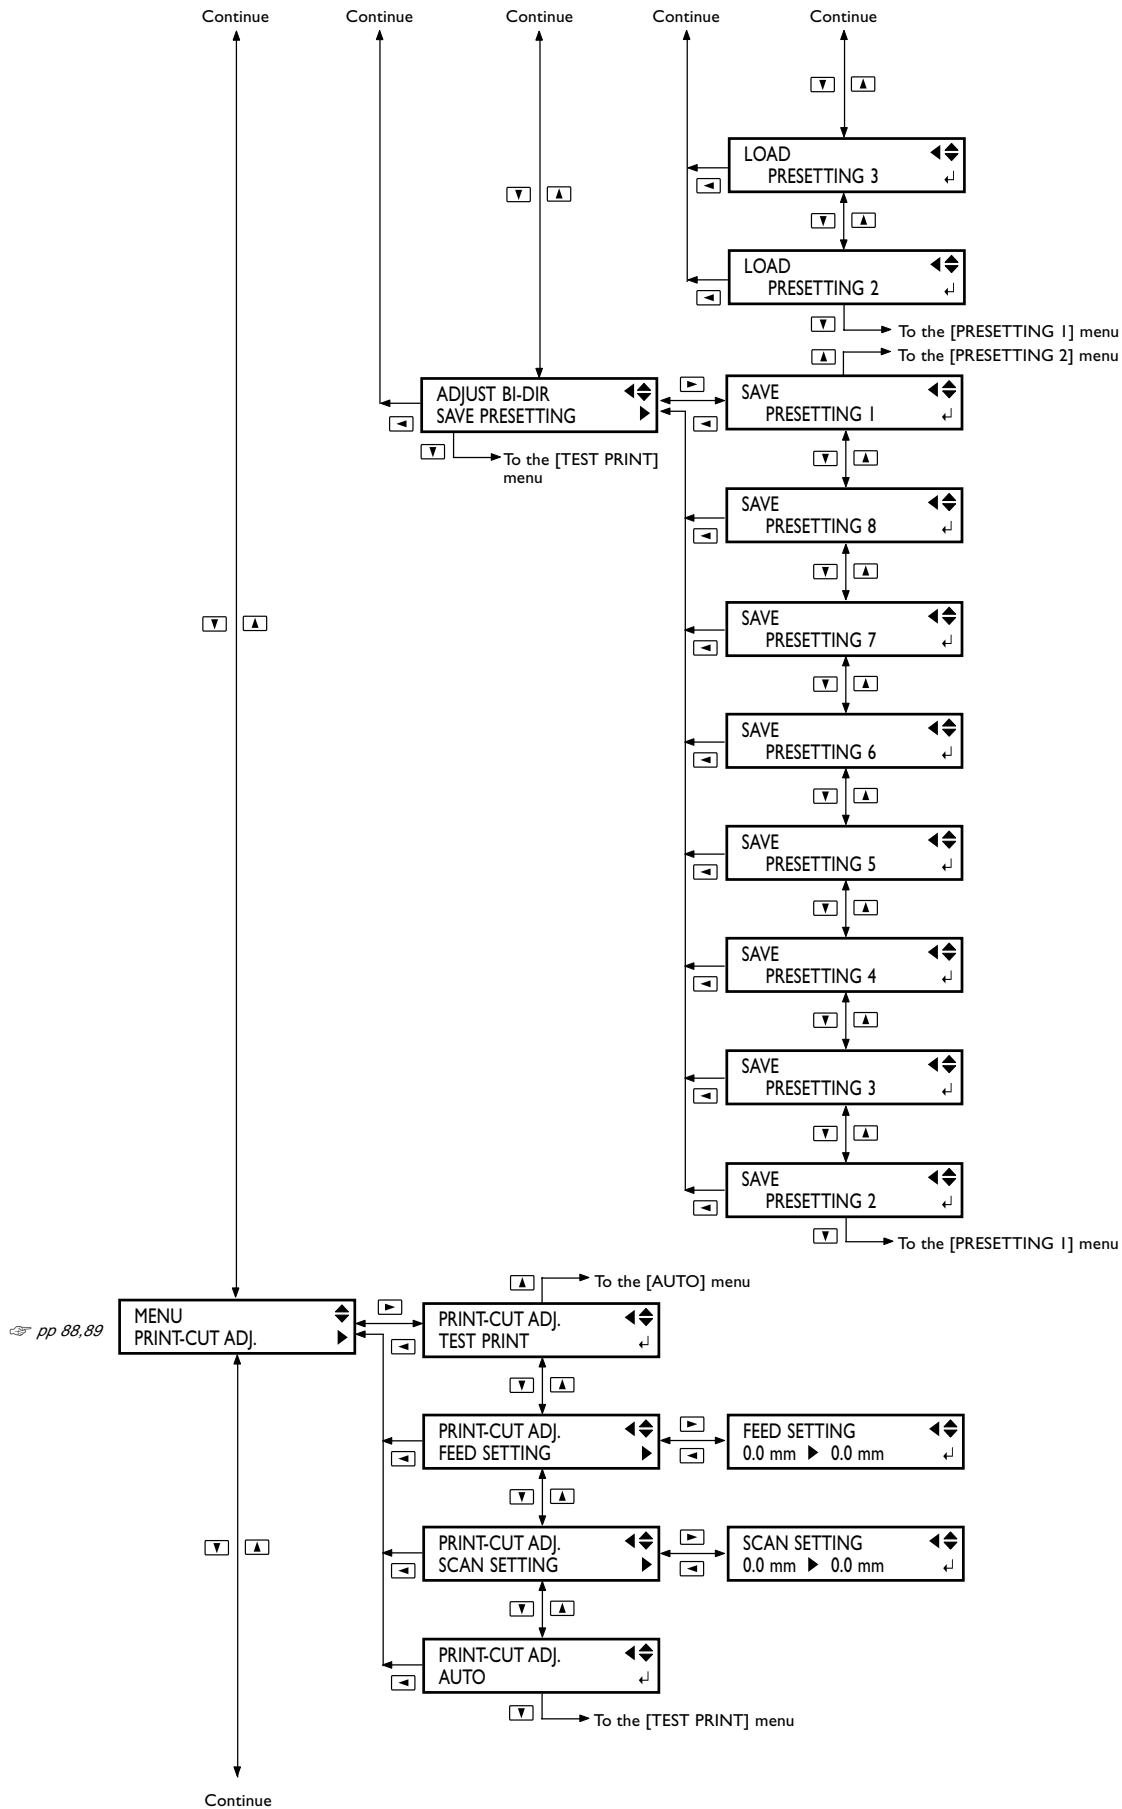 Continue Continue Continue Continue Continue
LOAD
PRESETTING 3
LOAD
PRESETTING 2
To the [PRESETTING 1] menu
To the [PRESETTING 2] menu
ADJUST BI-DIR
SAVE PRESETTING
To the [TEST PRINT]
menu
SAVE
PRESETTING 1
SAVE
PRESETTING 8
SAVE
PRESETTING 7
SAVE
PRESETTING 6
SAVE
PRESETTING 5
SAVE
PRESETTING 4
SAVE
PRESETTING 3
SAVE
PRESETTING 2
To the [PRESETTING 1] menu
To the [AUTO] menu
☞ pp 88,89
MENU
PRINT-CUT ADJ.
PRINT-CUT ADJ.
TEST PRINT
PRINT-CUT ADJ.
FEED SETTING
FEED SETTING
0.0 mm ► 0.0 mm
PRINT-CUT ADJ.
SCAN SETTING
SCAN SETTING
0.0 mm ► 0.0 mm
PRINT-CUT ADJ.
AUTO
To the [TEST PRINT] menu
Continue